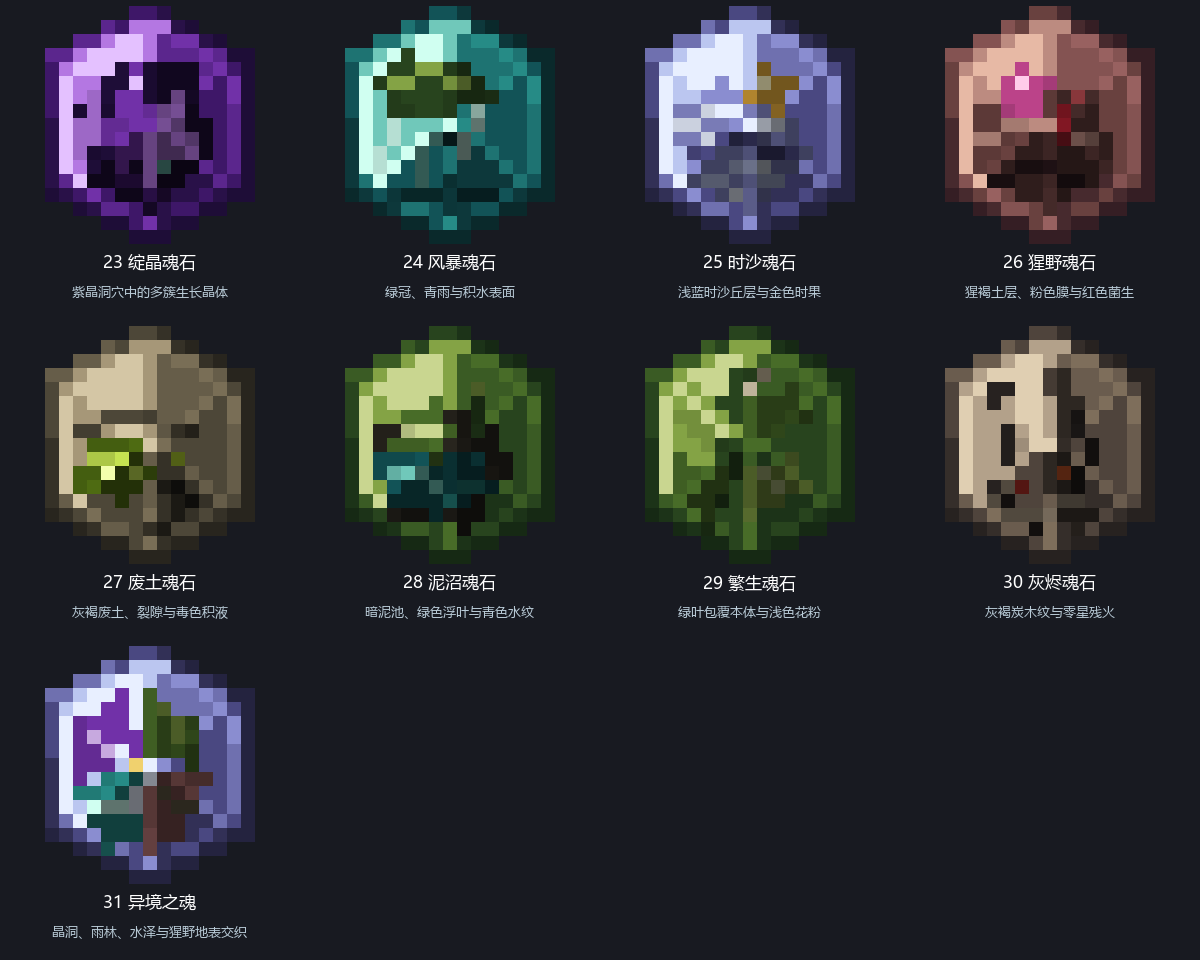 23 绽晶魂石
24 风暴魂石
25 时沙魂石
26 猩野魂石
紫晶洞穴中的多簇生长晶体
绿冠、青雨与积水表面
浅蓝时沙丘层与金色时果
猩褐土层、粉色膜与红色菌生
27 废土魂石
28 泥沼魂石
29 繁生魂石
30 灰烬魂石
灰褐废土、裂隙与毒色积液
暗泥池、绿色浮叶与青色水纹
绿叶包覆本体与浅色花粉
灰褐炭木纹与零星残火
31 异境之魂
晶洞、雨林、水泽与猩野地表交织